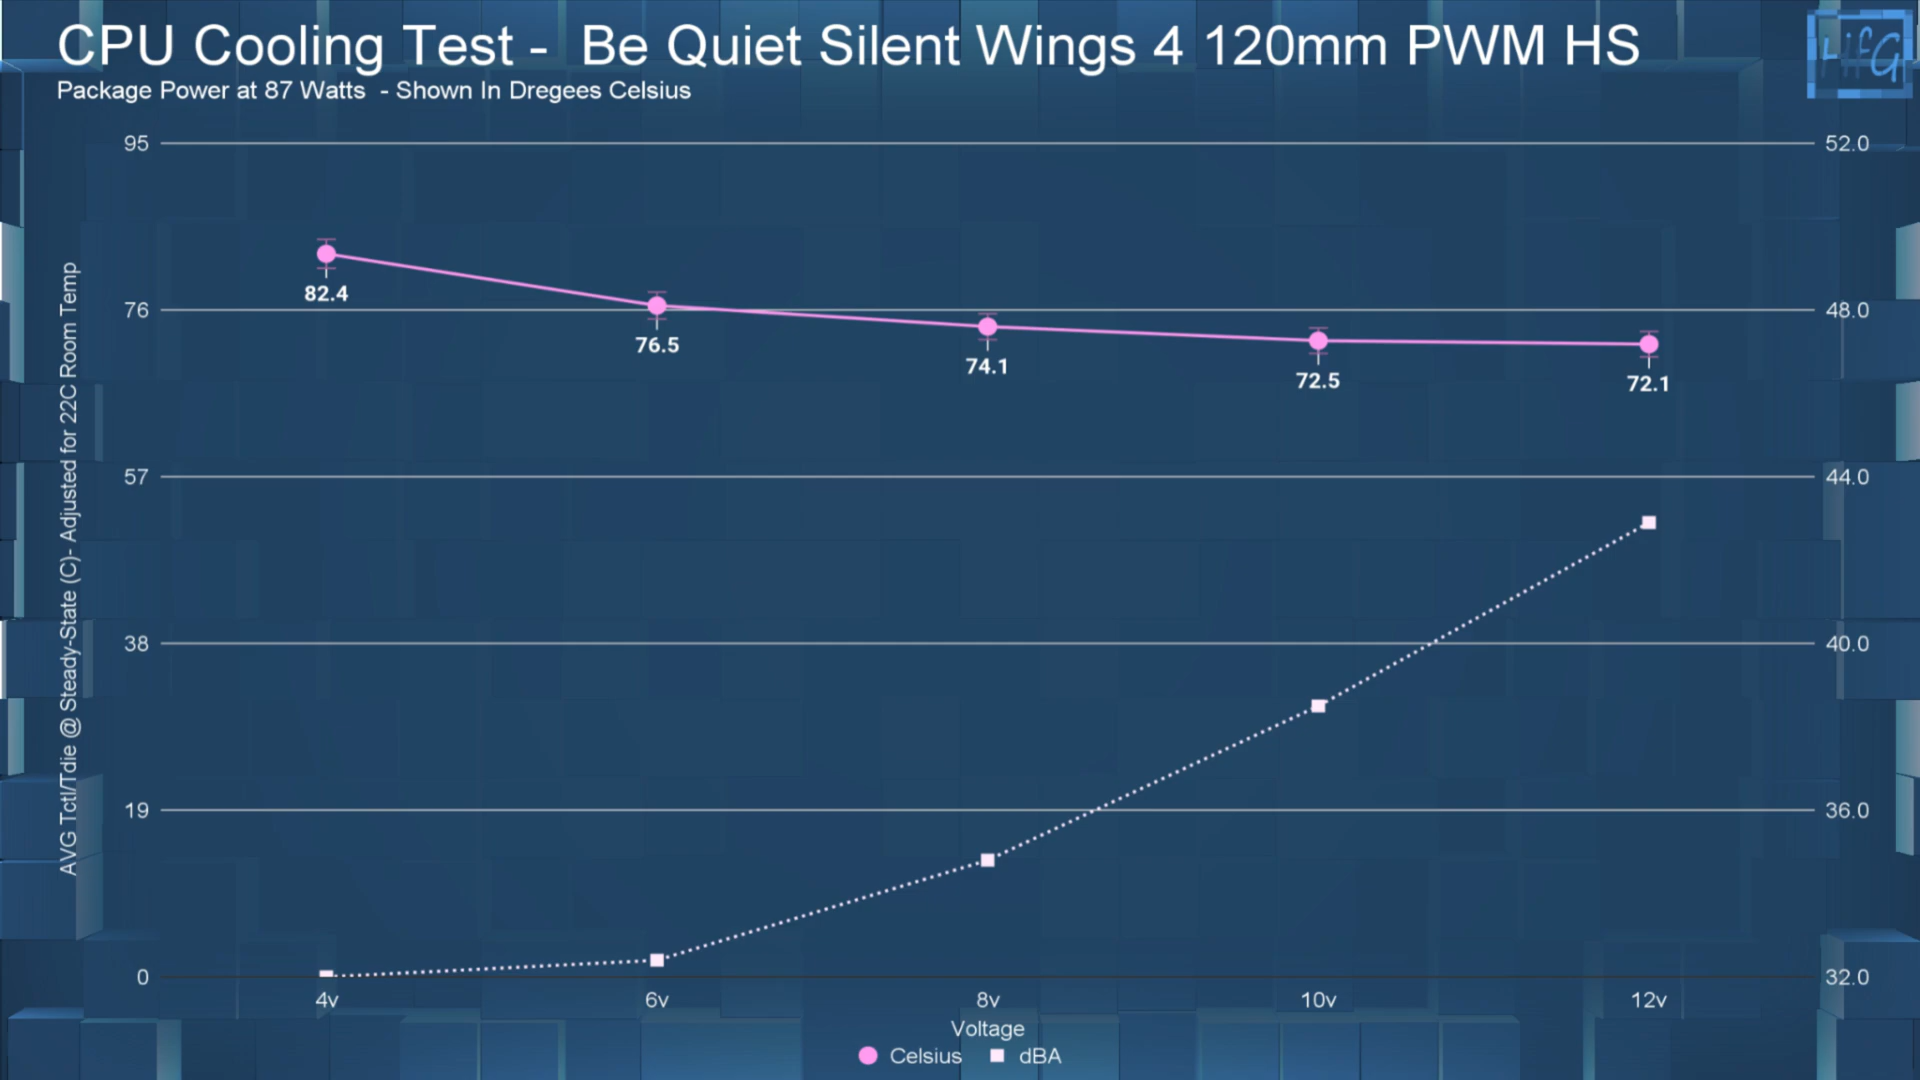 CPU Cooling Test -  Be Quiet Silent Wings 4 120mm PWM HS
Package Power at 87 Watts  - Shown In Dregees Celsius
HifG
95
52.0
82.4
76
48.0
76.5
74.1
72.5
72.1
57
44.0
38
40.0
19
36.0
0
32.0
AVG Tctl/Tdie @ Steady-State (C)- Adjusted for 22C Room Temp
4v
6v
8v
10v
12v
Voltage
Celsius
dBA